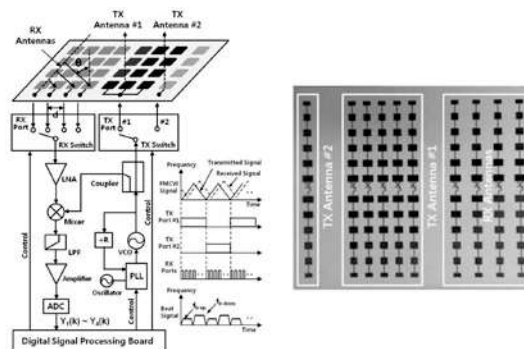 TX
Antenna #1
TX
Antenna #2
RX
Antennas
θ
RX
Port
d
RX Switch
TX
Port
#1
#2
TX Switch
LNA
Coupler
Mixer
LPF
Amplifier
ADC
Y₁(k) ~ Y₄(k)
÷R
VCO
PLL
Oscillator
Control
Control
Control
Digital Signal Processing Board
Frequency
Transmitted Signal
Received Signal
FMCW
Signal
Time
TX
Port #1
TX
Port #2
RX
Ports
Frequency
Beat
Signal
Time
TX Antenna #2
TX Antenna #1
RX Antennas